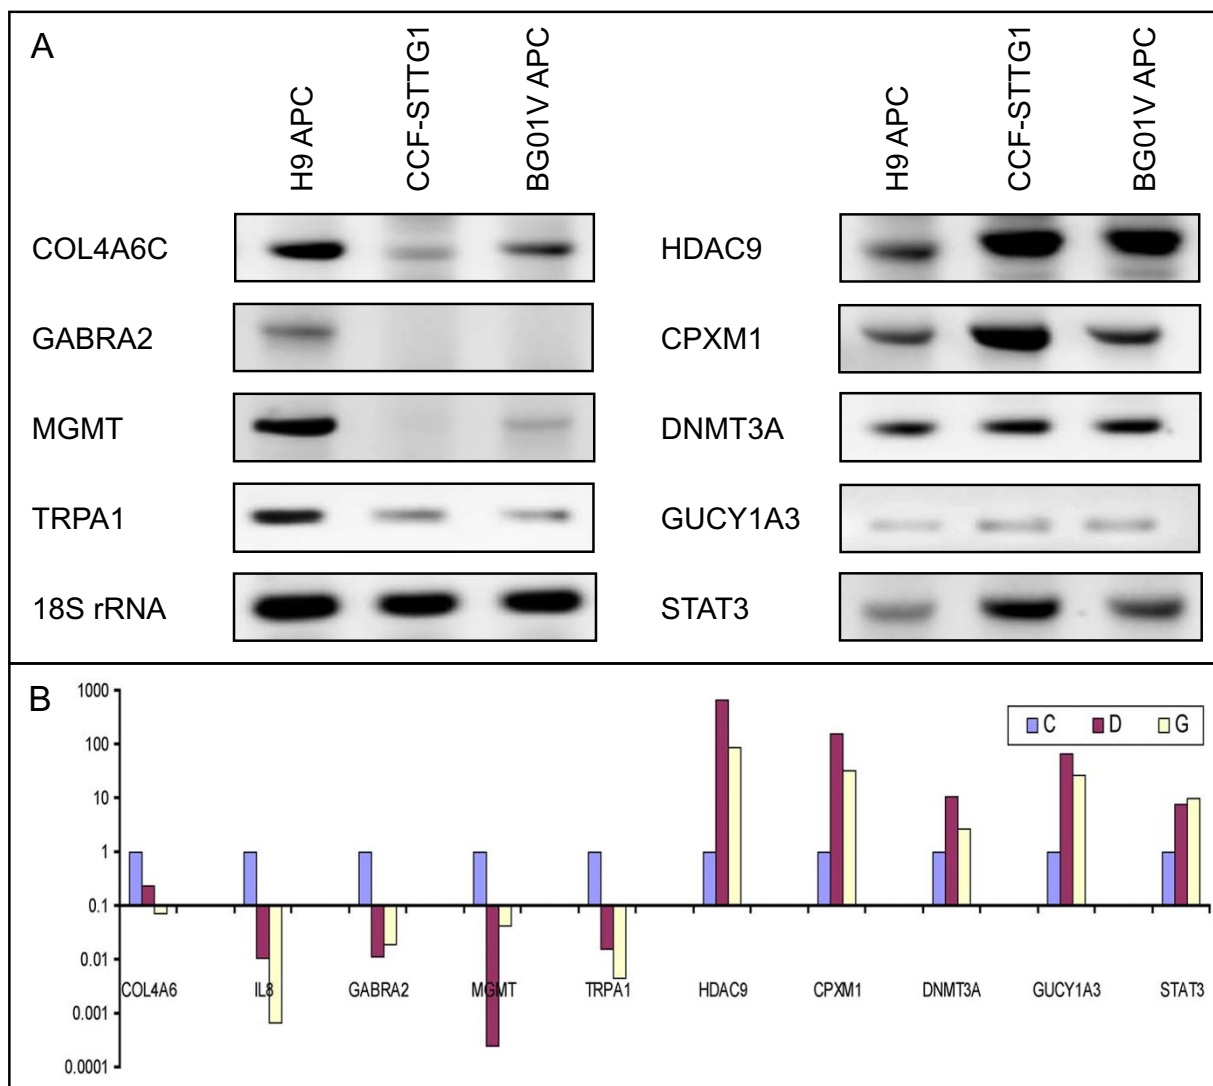 A
H9 APC
CCF-STTG1
BG01V APC
COL4A6C
GABRA2
MGMT
TRPA1
18S rRNA
H9 APC
CCF-STTG1
BG01V APC
HDAC9
CPXM1
DNMT3A
GUCY1A3
STAT3
B
1000
100
10
1
0.1
0.01
0.001
0.0001
C D G
COL4A6 IL8 GABRA2 MGMT TRPA1 HDAC9 CPXM1 DNMT3A GUCY1A3 STAT3